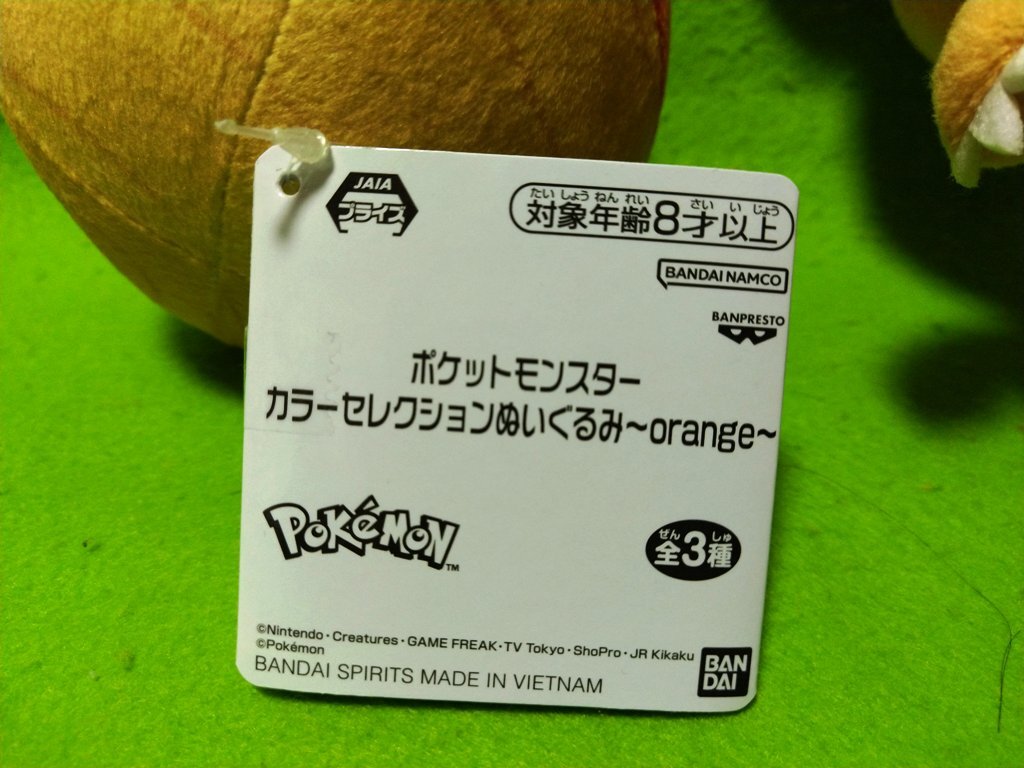 JAIA
プライズ
たいしょうねんれい さい い じょう
対象年齢8才以上
BANDAI NAMCO
BANPRESTO
ポケットモンスター
カラーセレクションぬいぐるみ~orange~
POKéMON™
ぜん しゅ
全3種
©Nintendo・Creatures・GAME FREAK・TV Tokyo・ShoPro・JR Kikaku
©Pokémon
BANDAI SPIRITS MADE IN VIETNAM
BAN
DAI